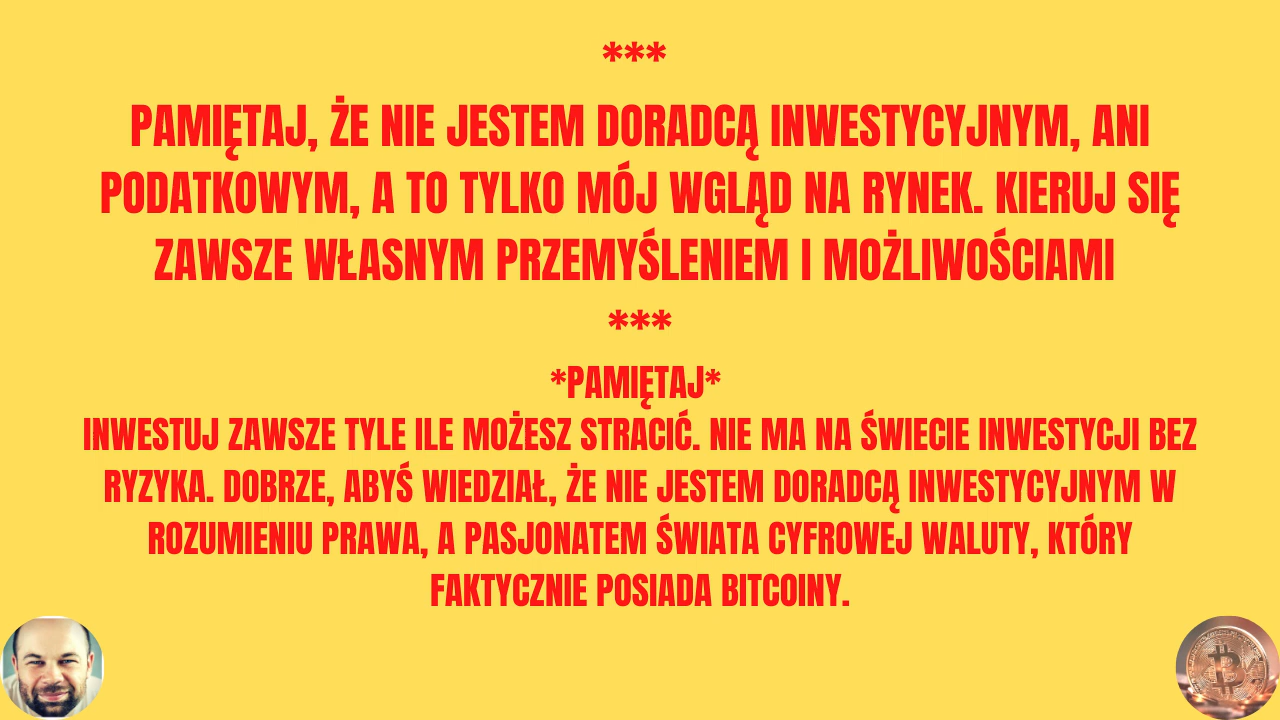 ***
PAMIĘTAJ, ŻE NIE JESTEM DORADCĄ INWESTYCYJNYM, ANI
PODATKOWYM, A TO TYLKO MÓJ WGLĄD NA RYNEK. KIERUJ SIĘ
ZAWSZE WŁASNYM PRZEMYŚLENIEM I MOŻLIWOŚCIAMI
***
*PAMIĘTAJ*
INWESTUJ ZAWSZE TYLE ILE MOŻESZ STRACIĆ. NIE MA NA ŚWIECIE INWESTYCJI BEZ
RYZYKA. DOBRZE, ABYŚ WIEDZIAŁ, ŻE NIE JESTEM DORADCĄ INWESTYCYJNYM W
ROZUMIENIU PRAWA, A PASJONATEM ŚWIATA CYFROWEJ WALUTY, KTÓRY
FAKTYCZNIE POSIADA BITCOINY.